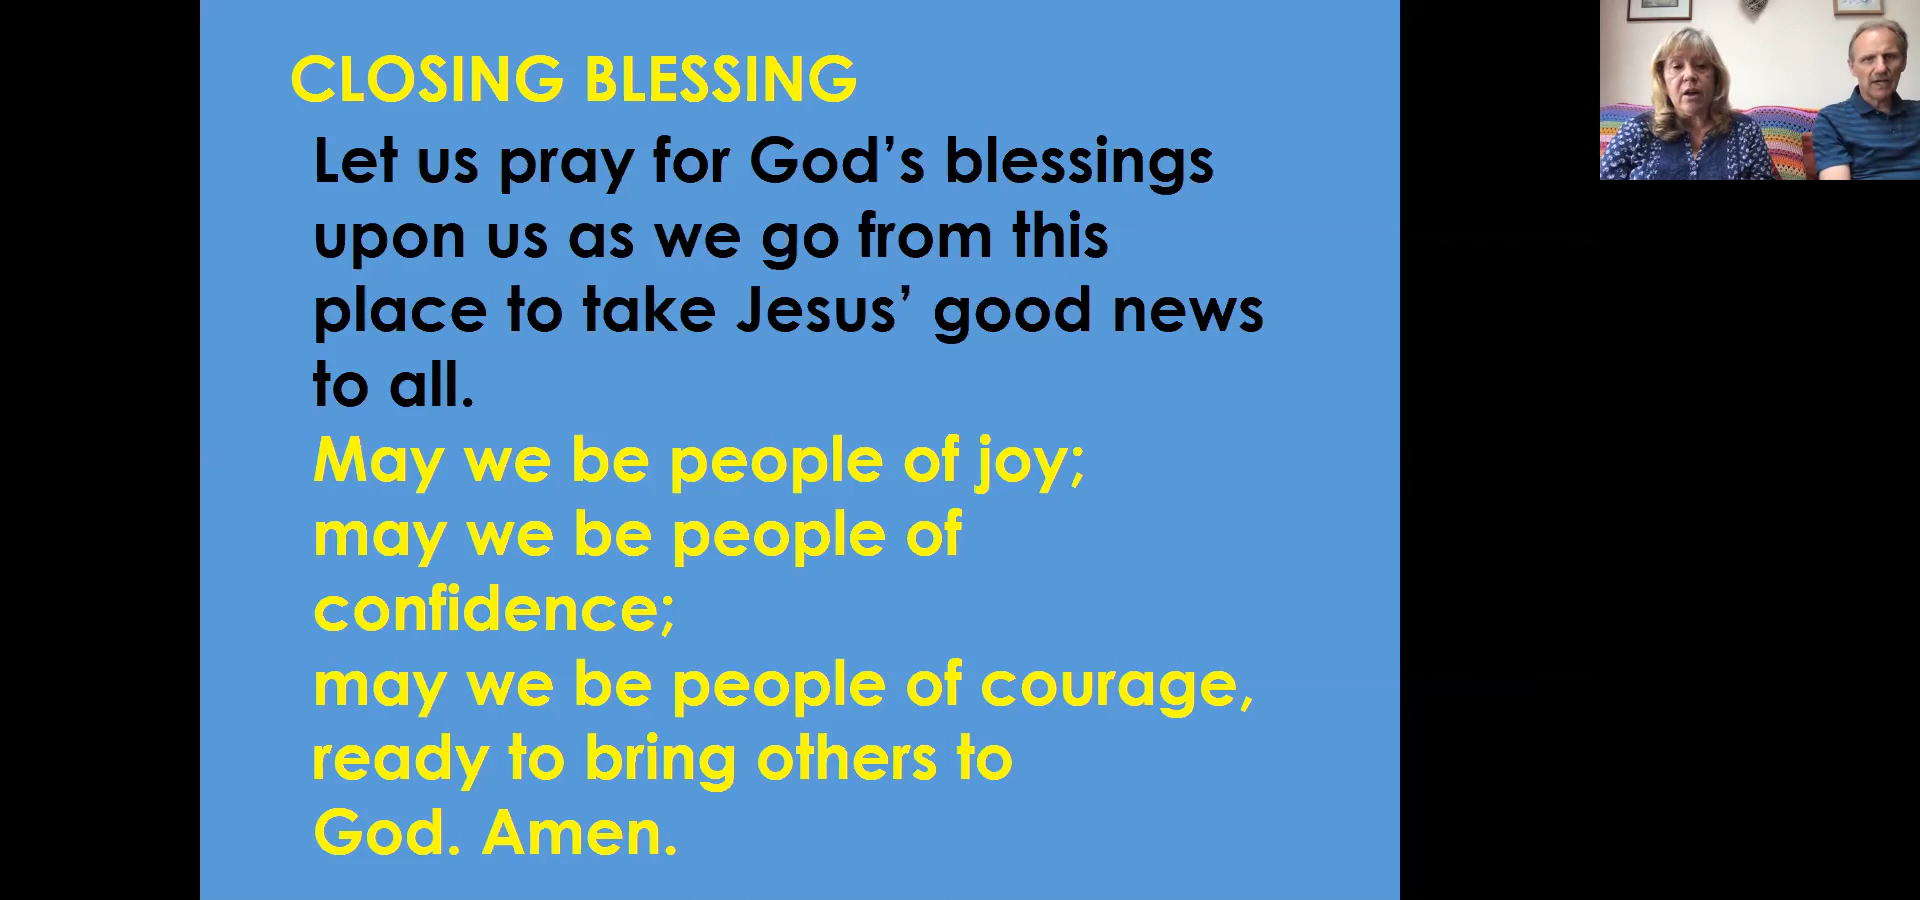 CLOSING BLESSING
Let us pray for God’s blessings
upon us as we go from this
place to take Jesus’ good news
to all.
May we be people of joy;
may we be people of
confidence;
may we be people of courage,
ready to bring others to
God. Amen.